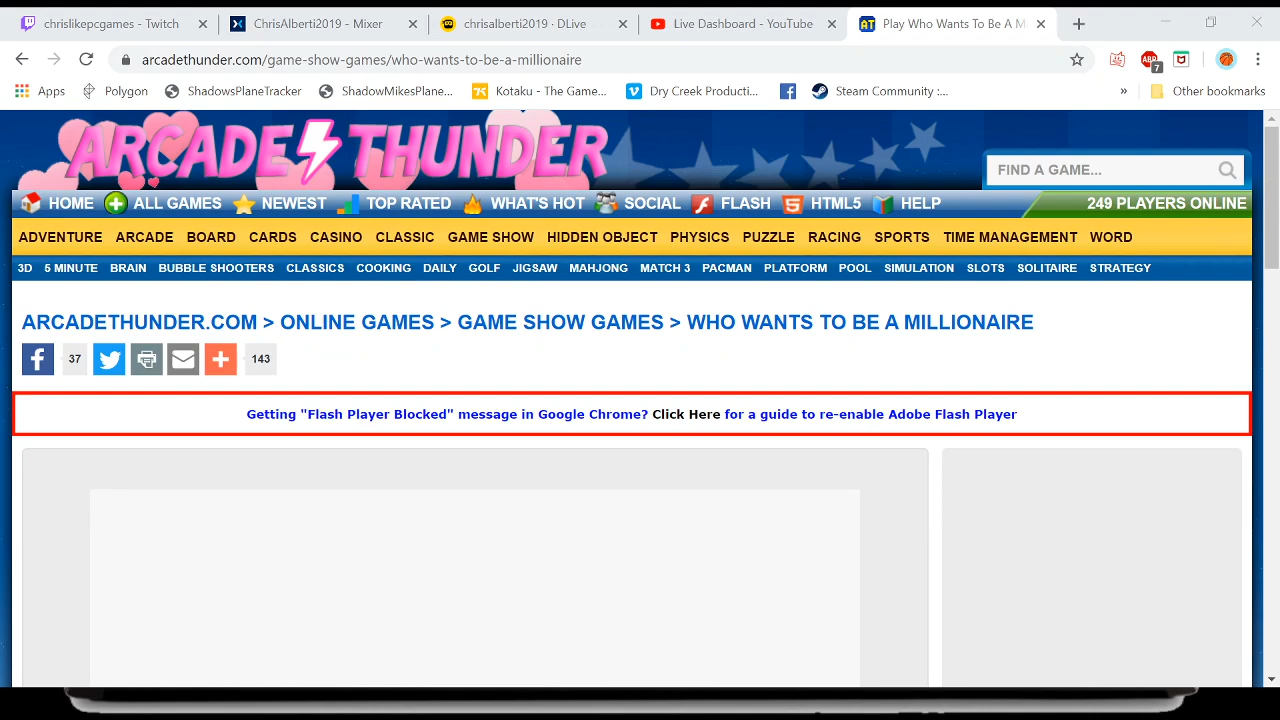 chrislikepcgames - Twitch
ChrisAlberti2019 - Mixer
chrisalberti2019 · DLive
Live Dashboard - YouTube
Play Who Wants To Be A M
arcadethunder.com/game-show-games/who-wants-to-be-a-millionaire
ABP
7
Apps
Polygon
ShadowsPlaneTracker
ShadowMikesPlane...
Kotaku - The Game...
Dry Creek Producti...
Steam Community :...
»
Other bookmarks
ARCADE THUNDER
FIND A GAME...
HOME
ALL GAMES
NEWEST
TOP RATED
WHAT'S HOT
SOCIAL
FLASH
HTML5
HELP
249 PLAYERS ONLINE
ADVENTURE ARCADE BOARD CARDS CASINO CLASSIC GAME SHOW HIDDEN OBJECT PHYSICS PUZZLE RACING SPORTS TIME MANAGEMENT WORD
3D 5 MINUTE BRAIN BUBBLE SHOOTERS CLASSICS COOKING DAILY GOLF JIGSAW MAHJONG MATCH 3 PACMAN PLATFORM POOL SIMULATION SLOTS SOLITAIRE STRATEGY
ARCADETHUNDER.COM > ONLINE GAMES > GAME SHOW GAMES > WHO WANTS TO BE A MILLIONAIRE
37
143
Getting "Flash Player Blocked" message in Google Chrome? Click Here for a guide to re-enable Adobe Flash Player